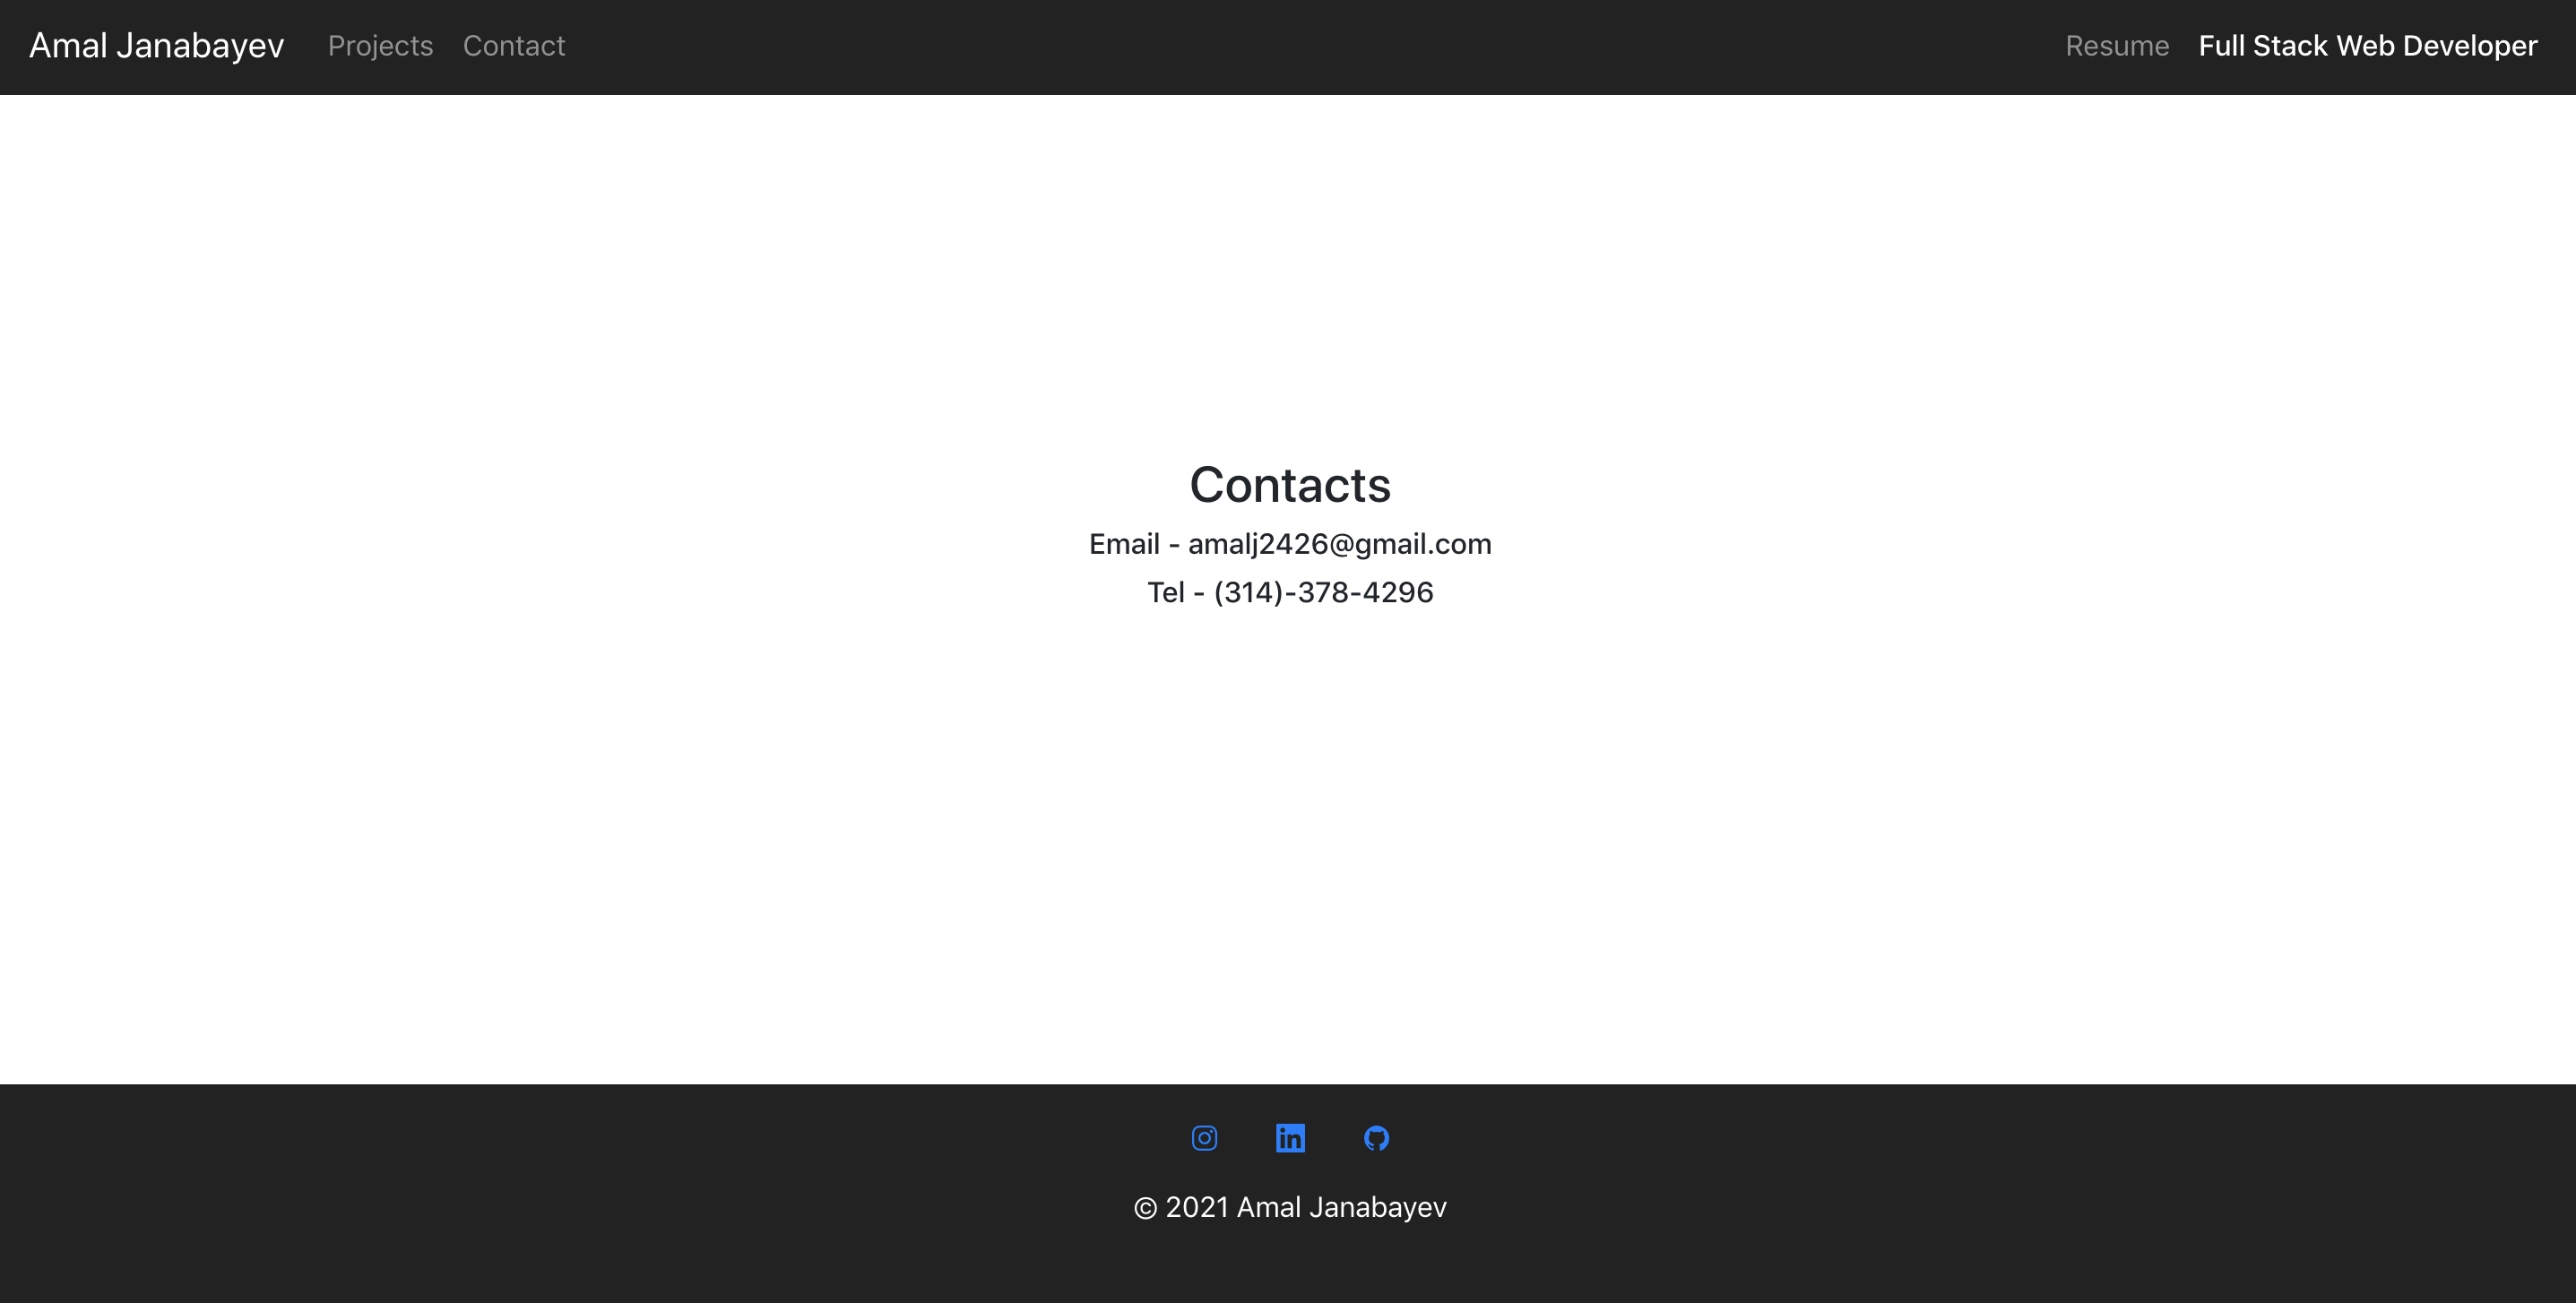 Amal Janabayev Projects Contact Resume Full Stack Web Developer
Contacts
Email - amalj2426@gmail.com
Tel - (314)-378-4296
in
© 2021 Amal Janabayev